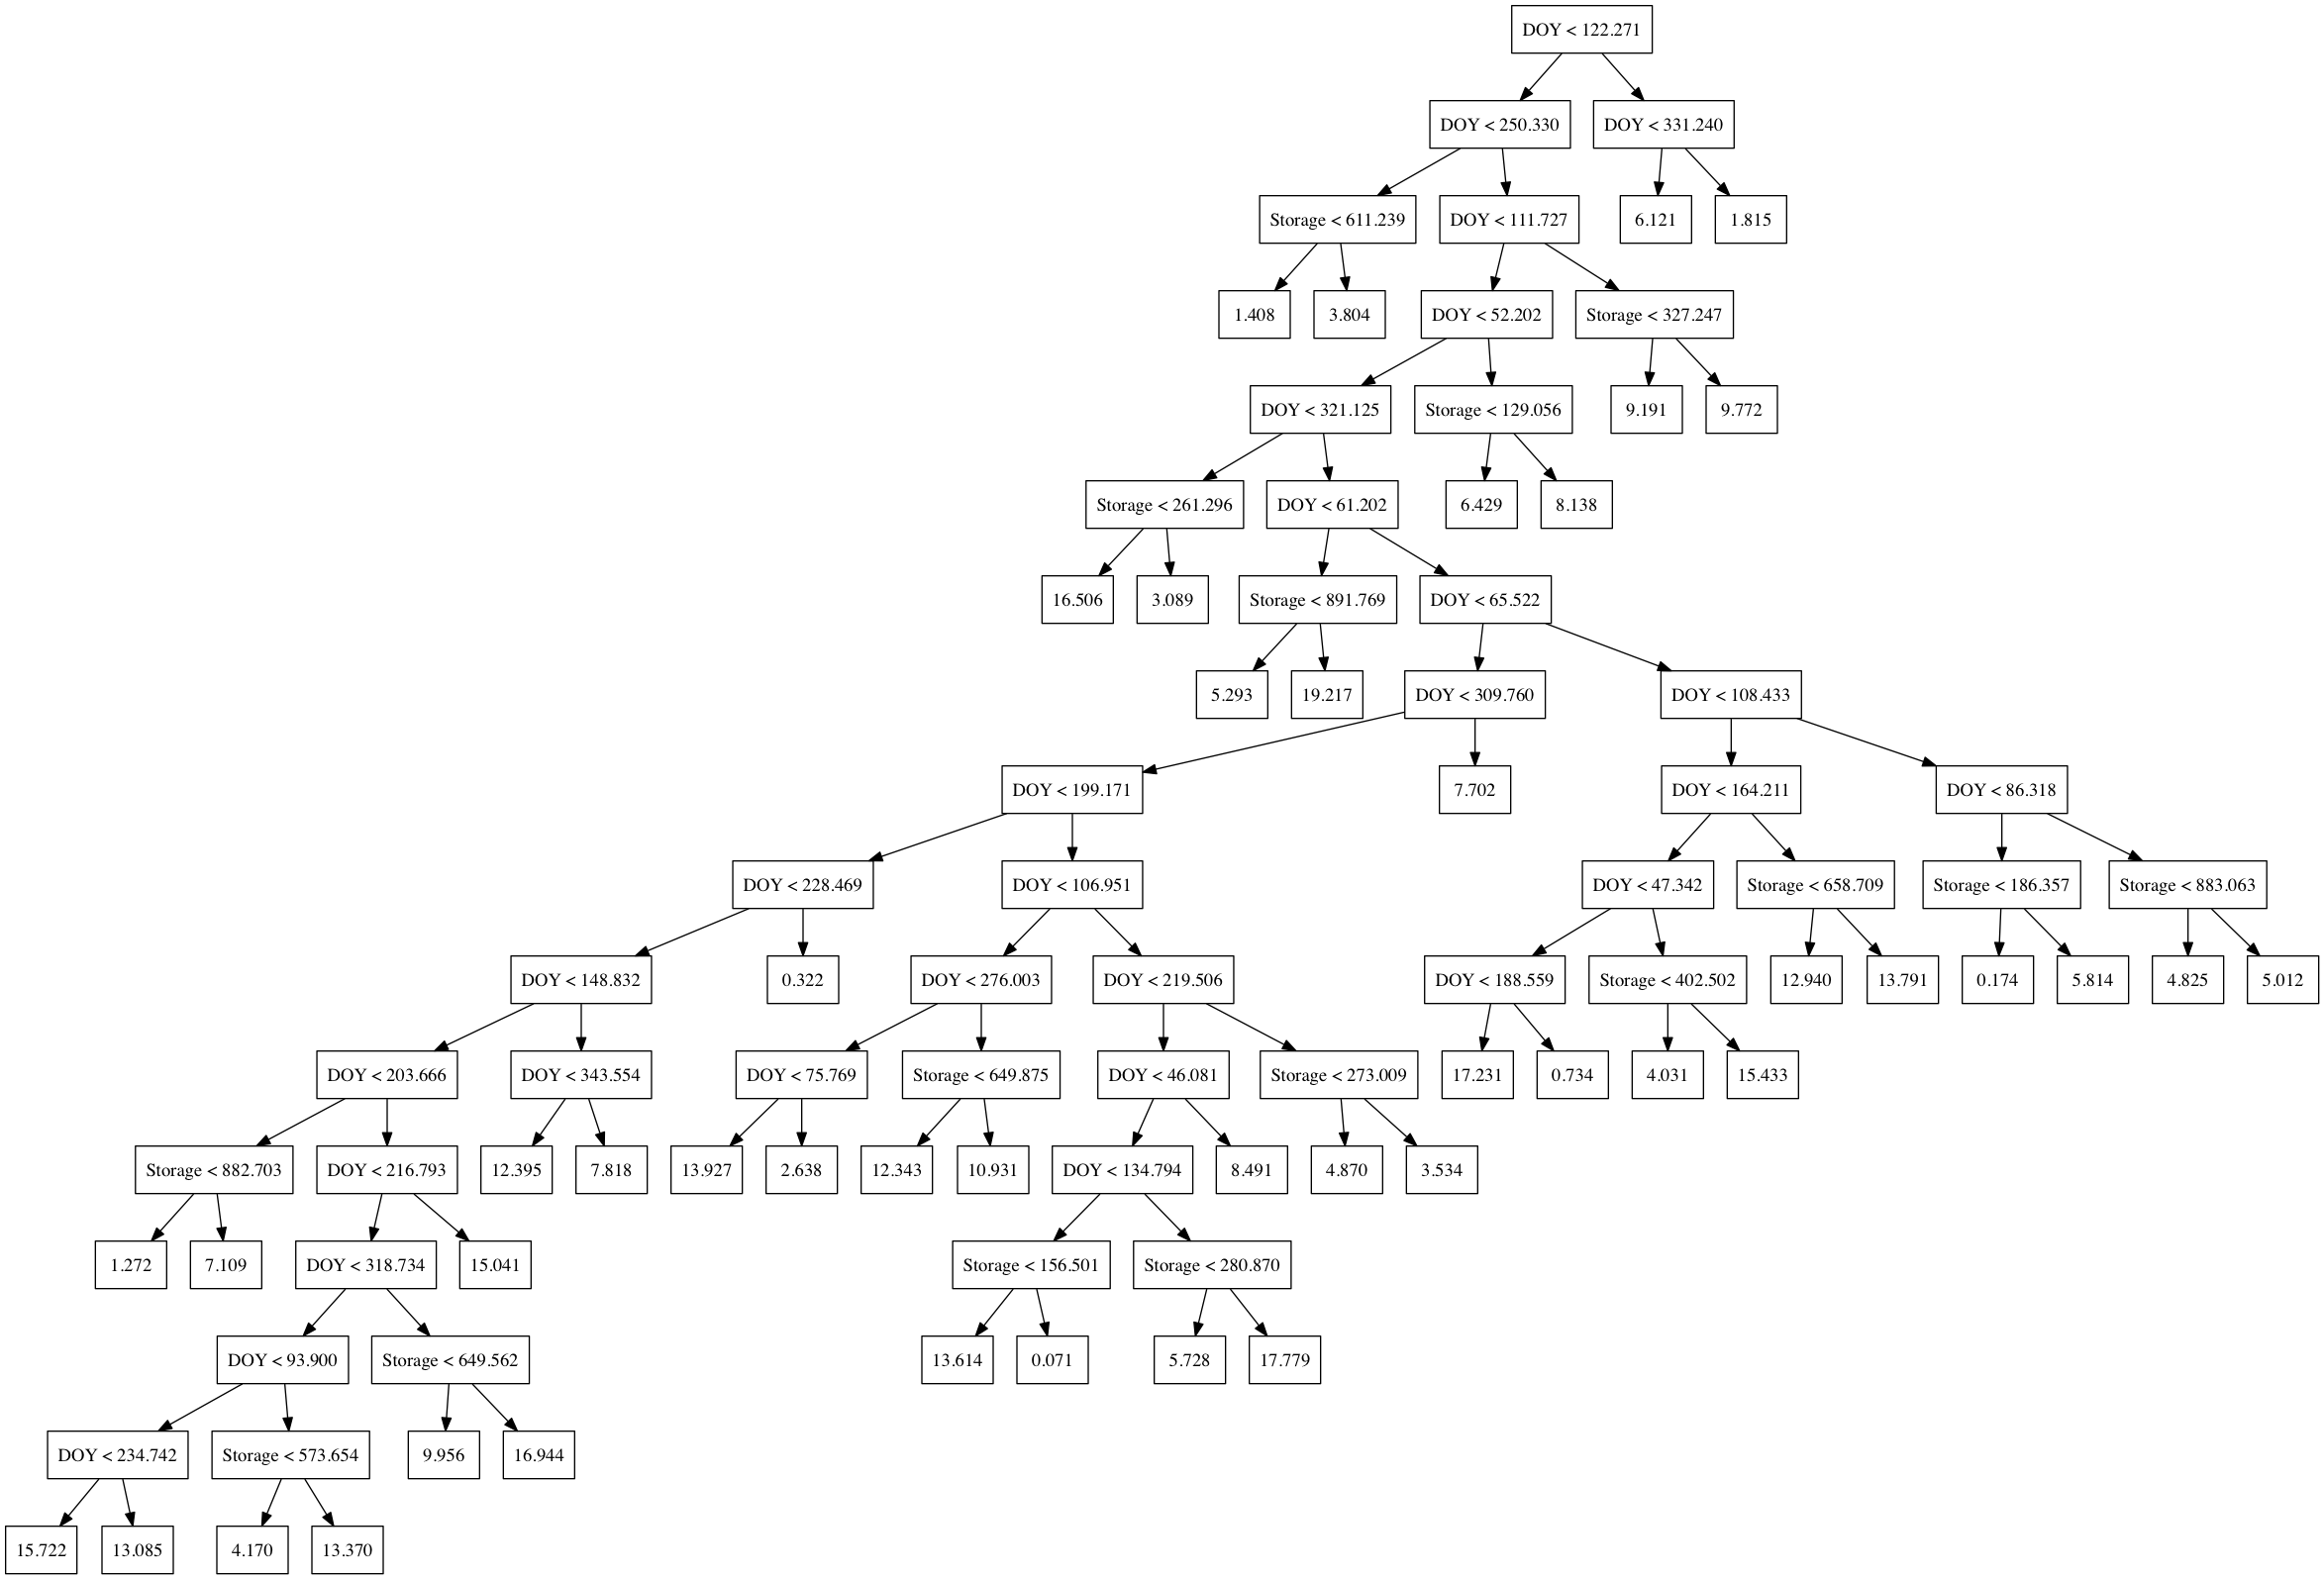 DOY < 122.271
DOY < 250.330
DOY < 331.240
Storage < 611.239
DOY < 111.727
6.121
1.815
1.408
3.804
DOY < 52.202
Storage < 327.247
DOY < 321.125
Storage < 129.056
9.191
9.772
Storage < 261.296
DOY < 61.202
6.429
8.138
16.506
3.089
Storage < 891.769
DOY < 65.522
5.293
19.217
DOY < 309.760
DOY < 108.433
DOY < 199.171
7.702
DOY < 164.211
DOY < 86.318
DOY < 228.469
DOY < 106.951
DOY < 47.342
Storage < 658.709
Storage < 186.357
Storage < 883.063
DOY < 148.832
0.322
DOY < 276.003
DOY < 219.506
DOY < 188.559
Storage < 402.502
12.940
13.791
0.174
5.814
4.825
5.012
DOY < 203.666
DOY < 343.554
DOY < 75.769
Storage < 649.875
DOY < 46.081
Storage < 273.009
17.231
0.734
4.031
15.433
Storage < 882.703
DOY < 216.793
12.395
7.818
13.927
2.638
12.343
10.931
DOY < 134.794
8.491
4.870
3.534
1.272
7.109
DOY < 318.734
15.041
Storage < 156.501
Storage < 280.870
DOY < 93.900
Storage < 649.562
13.614
0.071
5.728
17.779
DOY < 234.742
Storage < 573.654
9.956
16.944
15.722
13.085
4.170
13.370